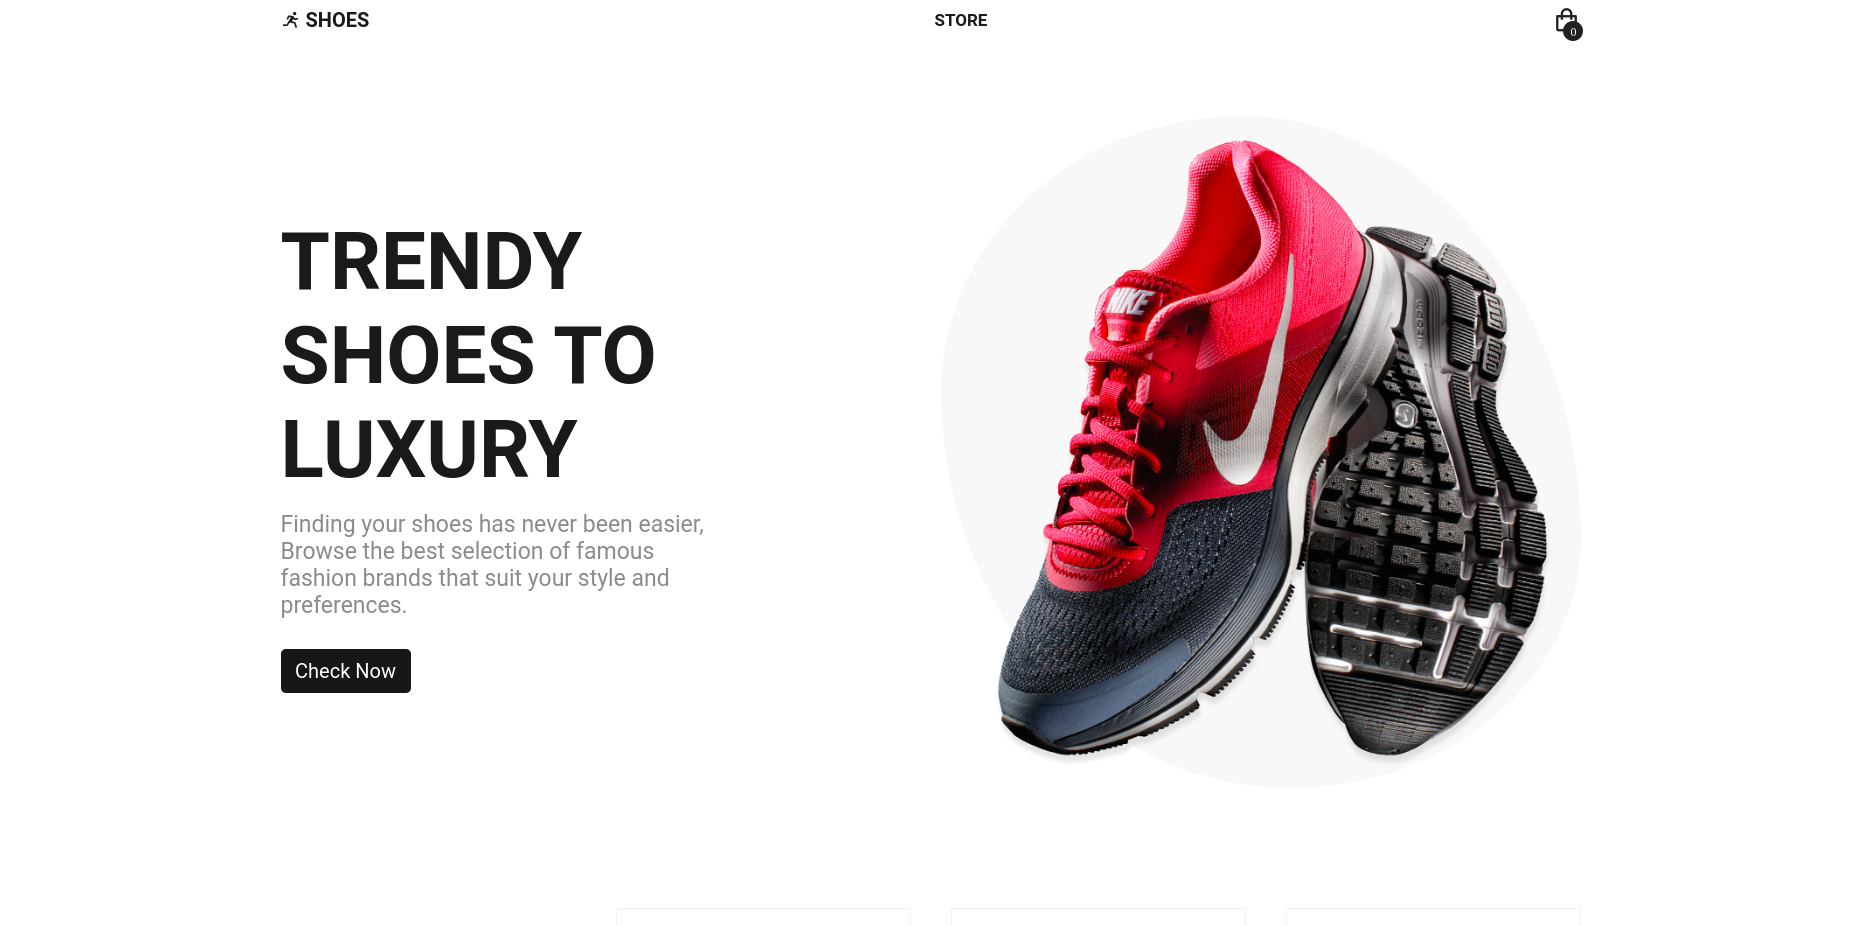 SHOES
STORE
0
TRENDY
SHOES TO
LUXURY
Finding your shoes has never been easier,
Browse the best selection of famous
fashion brands that suit your style and
preferences.
Check Now
NIKE